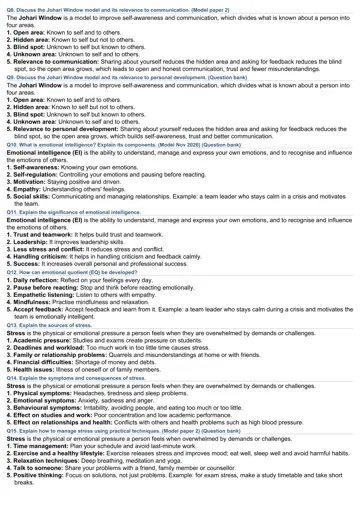 Q8. Discuss the Johari Window model and its relevance to communication. (Model paper 2)
The Johari Window is a model to improve self-awareness and communication, which divides what is known about a person into
four areas.
1. Open area: Known to self and to others.
2. Hidden area: Known to self but not to others.
3. Blind spot: Unknown to self but known to others.
4. Unknown area: Unknown to self and to others.
5. Relevance to communication: Sharing about yourself reduces the hidden area and asking for feedback reduces the blind
spot, so the open area grows, which leads to open and honest communication, trust and fewer misunderstandings.
Q9. Discuss the Johari Window model and its relevance to personal development. (Question bank)
The Johari Window is a model to improve self-awareness and communication, which divides what is known about a person into
four areas.
1. Open area: Known to self and to others.
2. Hidden area: Known to self but not to others.
3. Blind spot: Unknown to self but known to others.
4. Unknown area: Unknown to self and to others.
5. Relevance to personal development: Sharing about yourself reduces the hidden area and asking for feedback reduces the
blind spot, so the open area grows, which builds self-awareness, trust and better communication.
Q10. What is emotional intelligence? Explain its components. (Model Nov 2026) (Question bank)
Emotional intelligence (EI) is the ability to understand, manage and express your own emotions, and to recognise and influence
the emotions of others.
1. Self-awareness: Knowing your own emotions.
2. Self-regulation: Controlling your emotions and pausing before reacting.
3. Motivation: Staying positive and driven.
4. Empathy: Understanding others' feelings.
5. Social skills: Communicating and managing relationships. Example: a team leader who stays calm in a crisis and motivates
the team.
Q11. Explain the significance of emotional intelligence.
Emotional intelligence (EI) is the ability to understand, manage and express your own emotions, and to recognise and influence
the emotions of others.
1. Trust and teamwork: It helps build trust and teamwork.
2. Leadership: It improves leadership skills.
3. Less stress and conflict: It reduces stress and conflict.
4. Handling criticism: It helps in handling criticism and feedback calmly.
5. Success: It increases overall personal and professional success.
Q12. How can emotional quotient (EQ) be developed?
1. Daily reflection: Reflect on your feelings every day.
2. Pause before reacting: Stop and think before reacting emotionally.
3. Empathetic listening: Listen to others with empathy.
4. Mindfulness: Practise mindfulness and relaxation.
5. Accept feedback: Accept feedback and learn from it. Example: a team leader who stays calm during a crisis and motivates the
team is emotionally intelligent.
Q13. Explain the sources of stress.
Stress is the physical or emotional pressure a person feels when they are overwhelmed by demands or challenges.
1. Academic pressure: Studies and exams create pressure on students.
2. Deadlines and workload: Too much work in too little time causes stress.
3. Family or relationship problems: Quarrels and misunderstandings at home or with friends.
4. Financial difficulties: Shortage of money and debts.
5. Health issues: Illness of oneself or of family members.
Q14. Explain the symptoms and consequences of stress.
Stress is the physical or emotional pressure a person feels when they are overwhelmed by demands or challenges.
1. Physical symptoms: Headaches, tiredness and sleep problems.
2. Emotional symptoms: Anxiety, sadness and anger.
3. Behavioural symptoms: Irritability, avoiding people, and eating too much or too little.
4. Effect on studies and work: Poor concentration and low academic performance.
5. Effect on relationships and health: Conflicts with others and health problems such as high blood pressure.
Q15. Explain how to manage stress using practical techniques. (Model paper 2) (Question bank)
Stress is the physical or emotional pressure a person feels when overwhelmed by demands or challenges.
1. Time management: Plan your schedule and avoid last-minute work.
2. Exercise and a healthy lifestyle: Exercise releases stress and improves mood; eat well, sleep well and avoid harmful habits.
3. Relaxation techniques: Deep breathing, meditation and yoga.
4. Talk to someone: Share your problems with a friend, family member or counsellor.
5. Positive thinking: Focus on solutions, not just problems. Example: for exam stress, make a study timetable and take short
breaks.